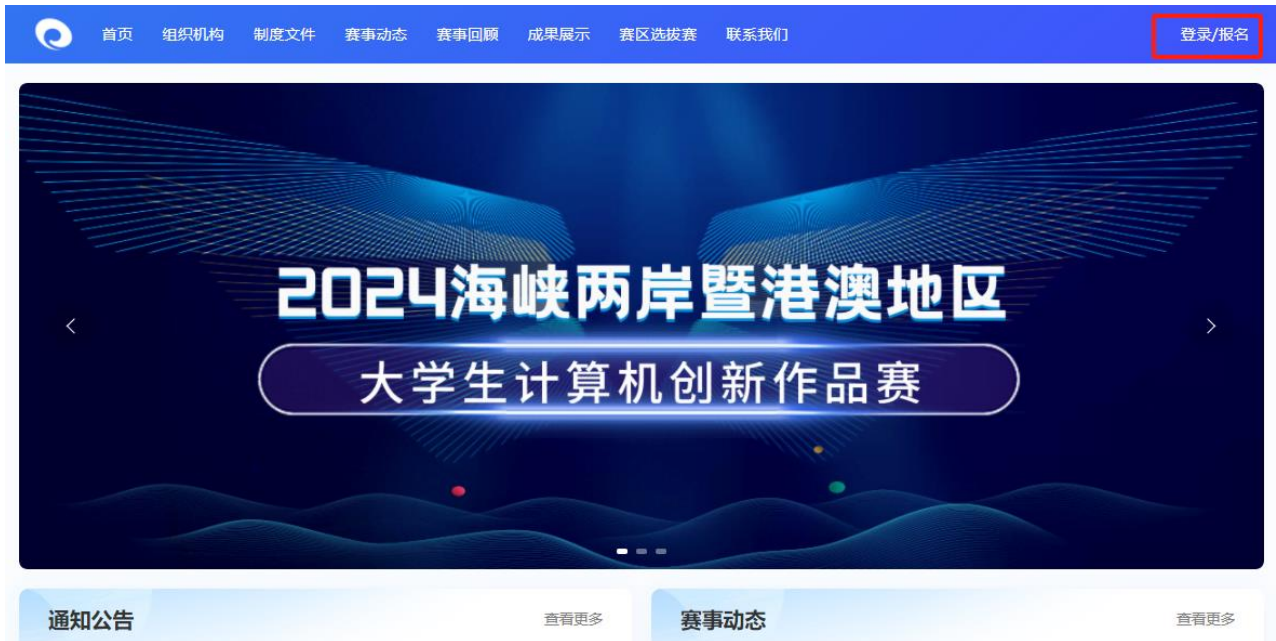 首页 组织机构 制度文件 赛事动态 赛事回顾 成果展示 赛区选拔赛 联系我们 登录/报名
2024海峡两岸暨港澳地区
大学生计算机创新作品赛
通知公告 查看更多 赛事动态 查看更多